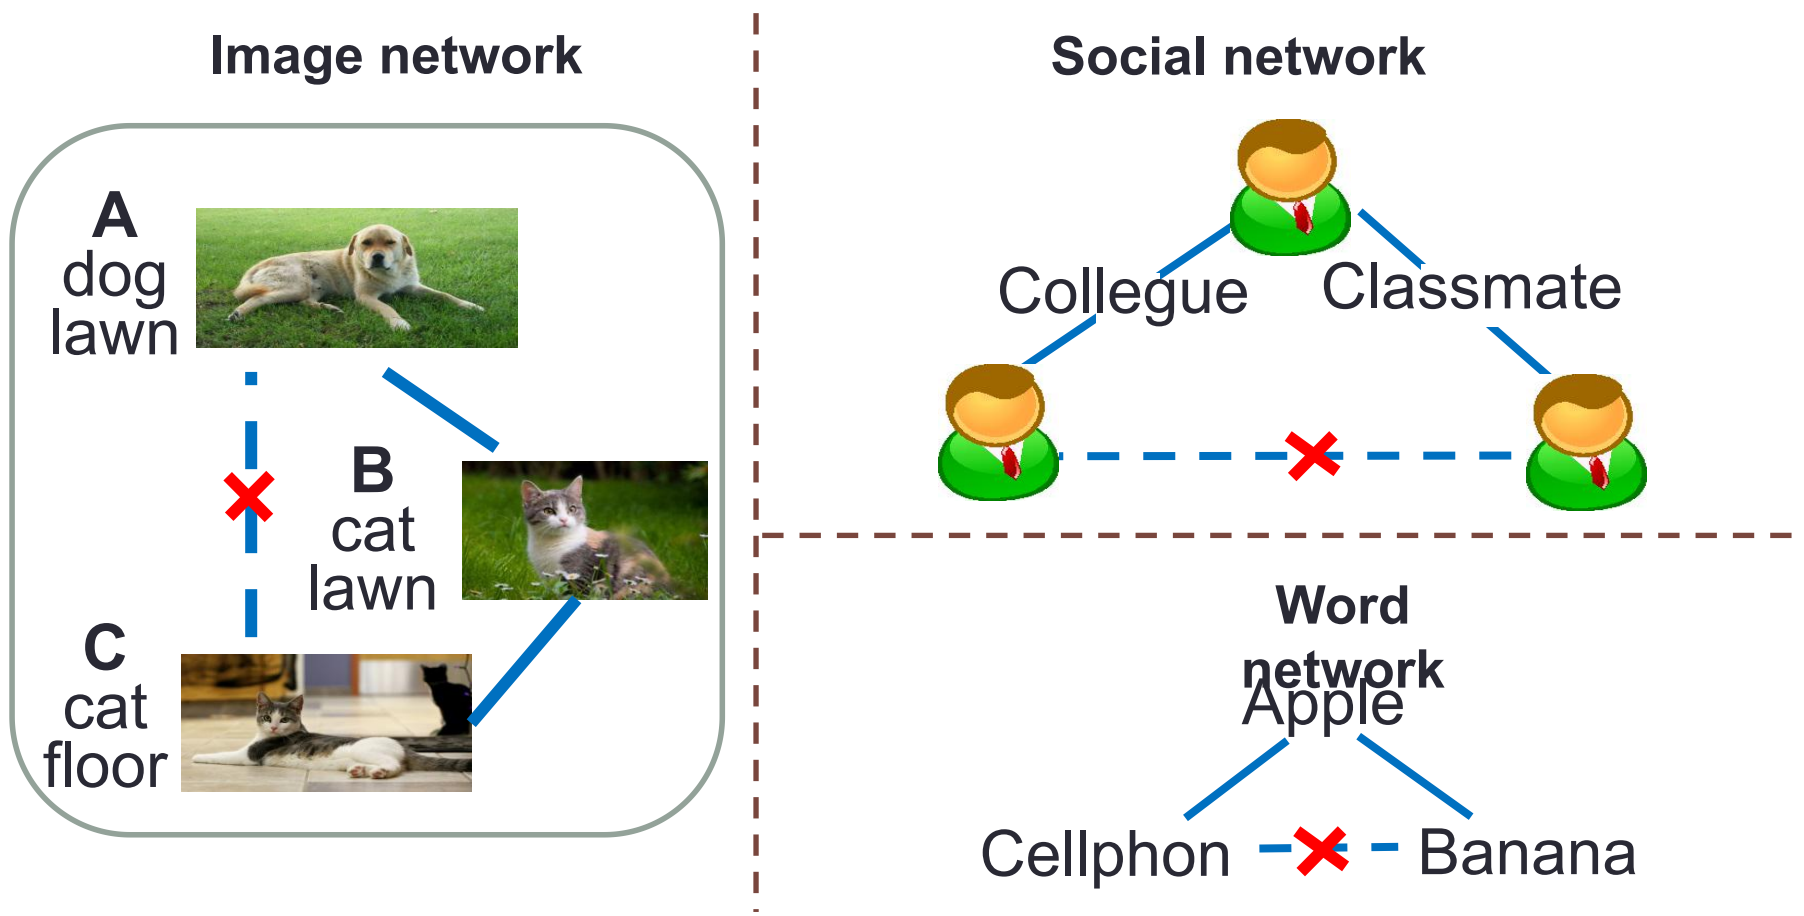 Image network
A
dog
lawn
B
cat
lawn
C
cat
floor
Social network
Collegue
Classmate
Word
network
Apple
Cellphon
Banana